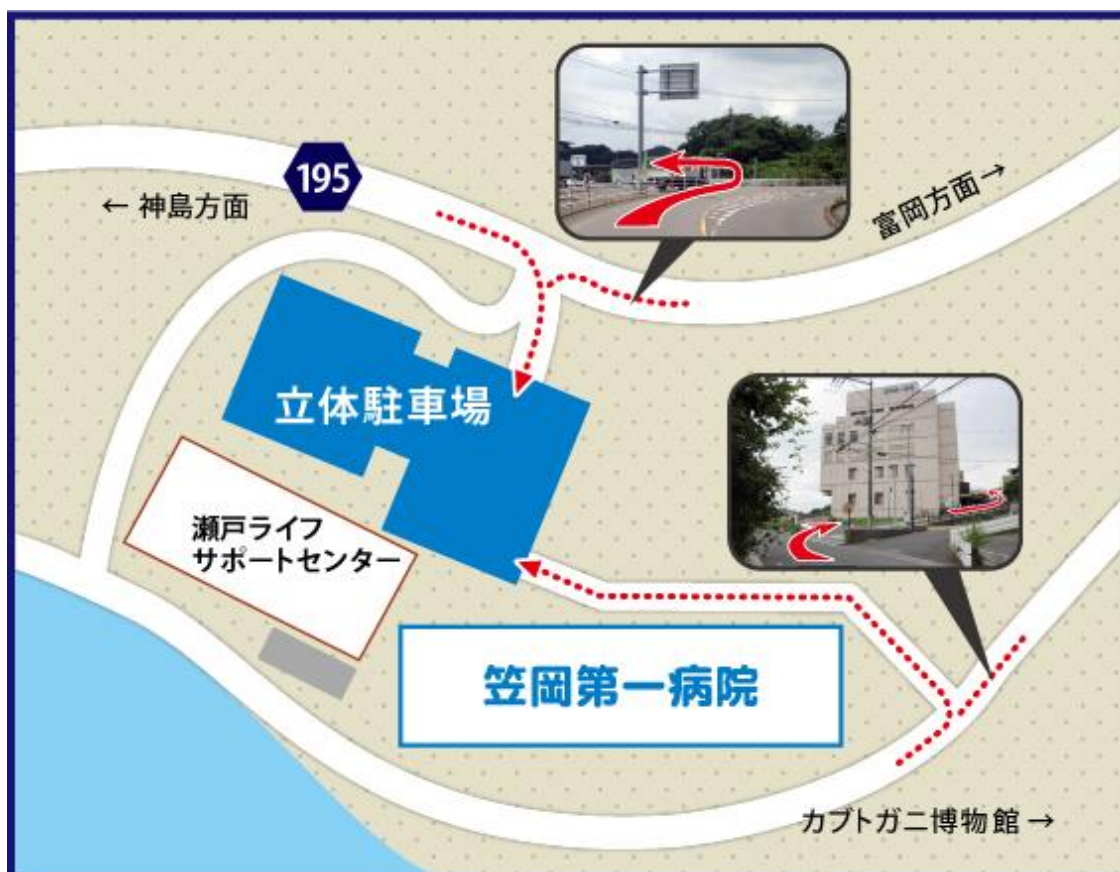 195
← 神島方面
富岡方面 →
立体駐車場
瀬戸ライフ
サポートセンター
笠岡第一病院
カブトガニ博物館 →